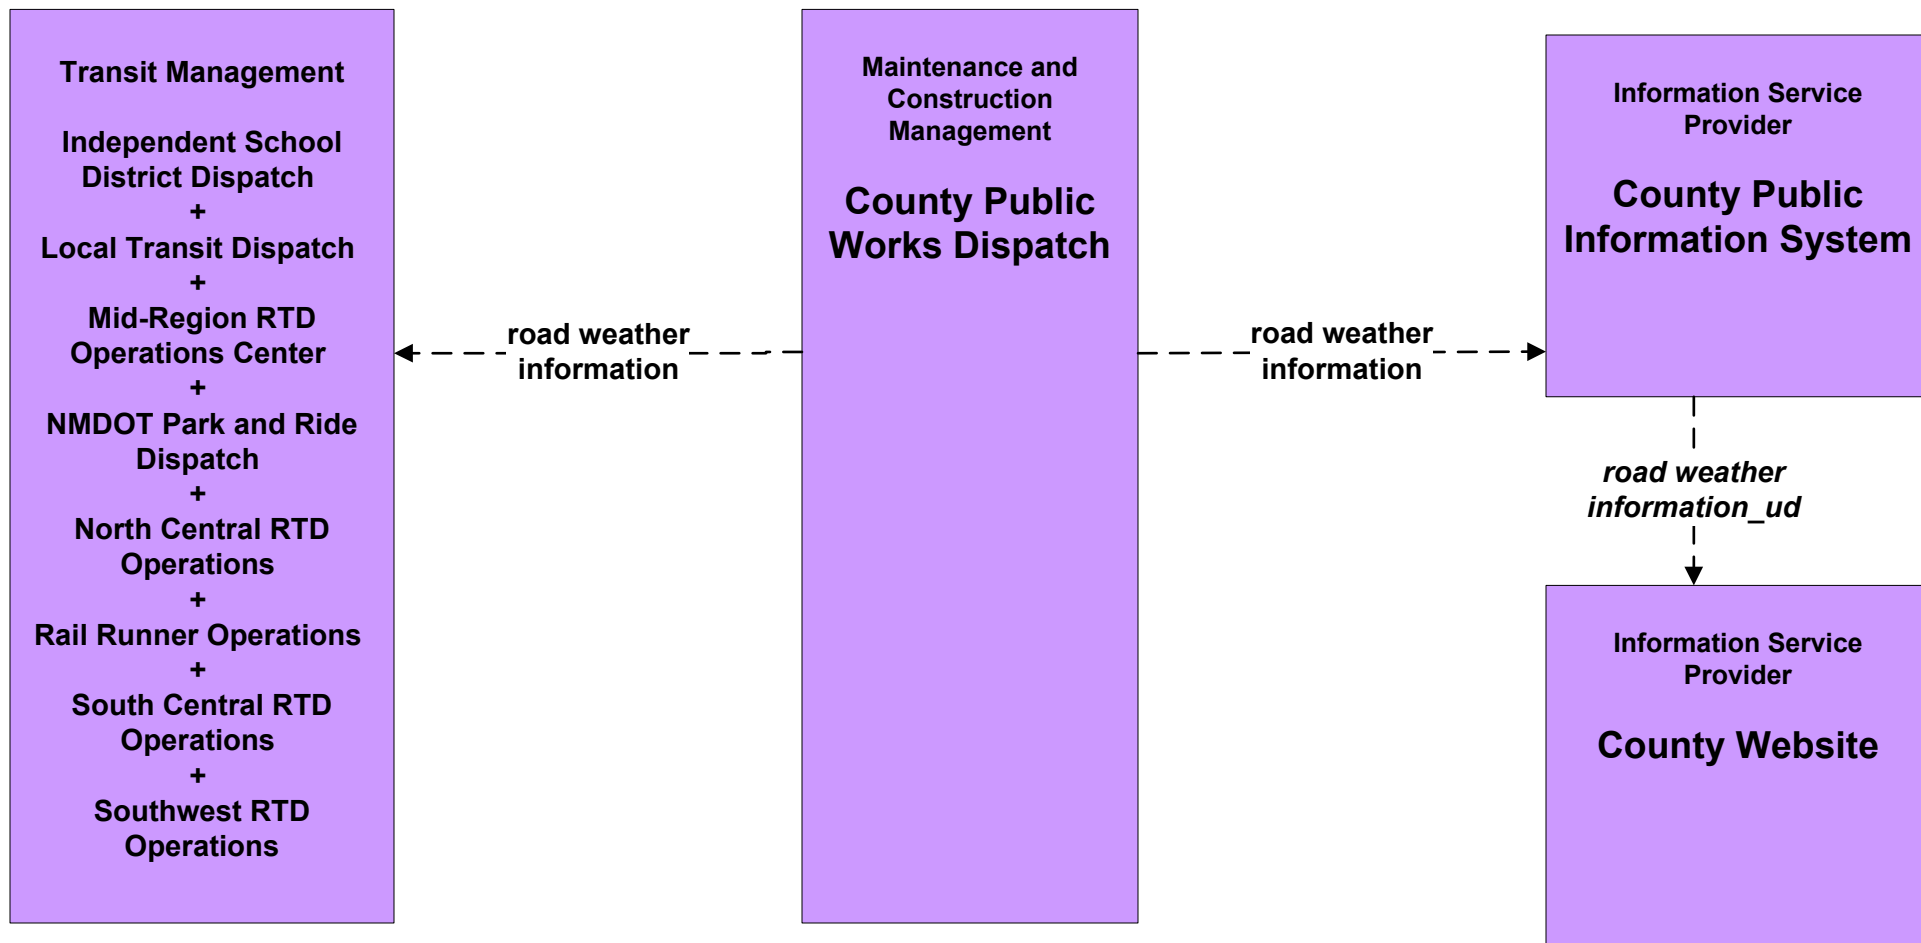 Transit Management
Independent School
District Dispatch
+
Local Transit Dispatch
+
Mid-Region RTD
Operations Center
+
NMDOT Park and Ride
Dispatch
+
North Central RTD
Operations
+
Rail Runner Operations
+
South Central RTD
Operations
+
Southwest RTD
Operations
road weather
information
Maintenance and
Construction
Management
County Public
Works Dispatch
road weather
information
Information Service
Provider
County Public
Information System
road weather
information_ud
Information Service
Provider
County Website